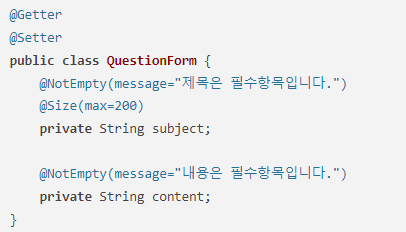 @Getter
@Setter
public class QuestionForm {
    @NotEmpty(message="제목은 필수항목입니다.")
    @Size(max=200)
    private String subject;

    @NotEmpty(message="내용은 필수항목입니다.")
    private String content;
}